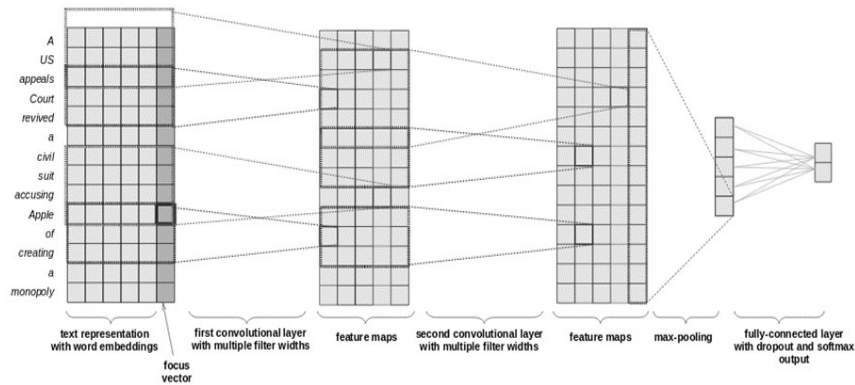 A
US
appeals
Court
revived
a
civil
suit
accusing
Apple
of
creating
a
monopoly
text representation
with word embeddings
focus
vector
first convolutional layer
with multiple filter widths
feature maps
second convolutional layer
with multiple filter widths
feature maps
max-pooling
fully-connected layer
with dropout and softmax
output